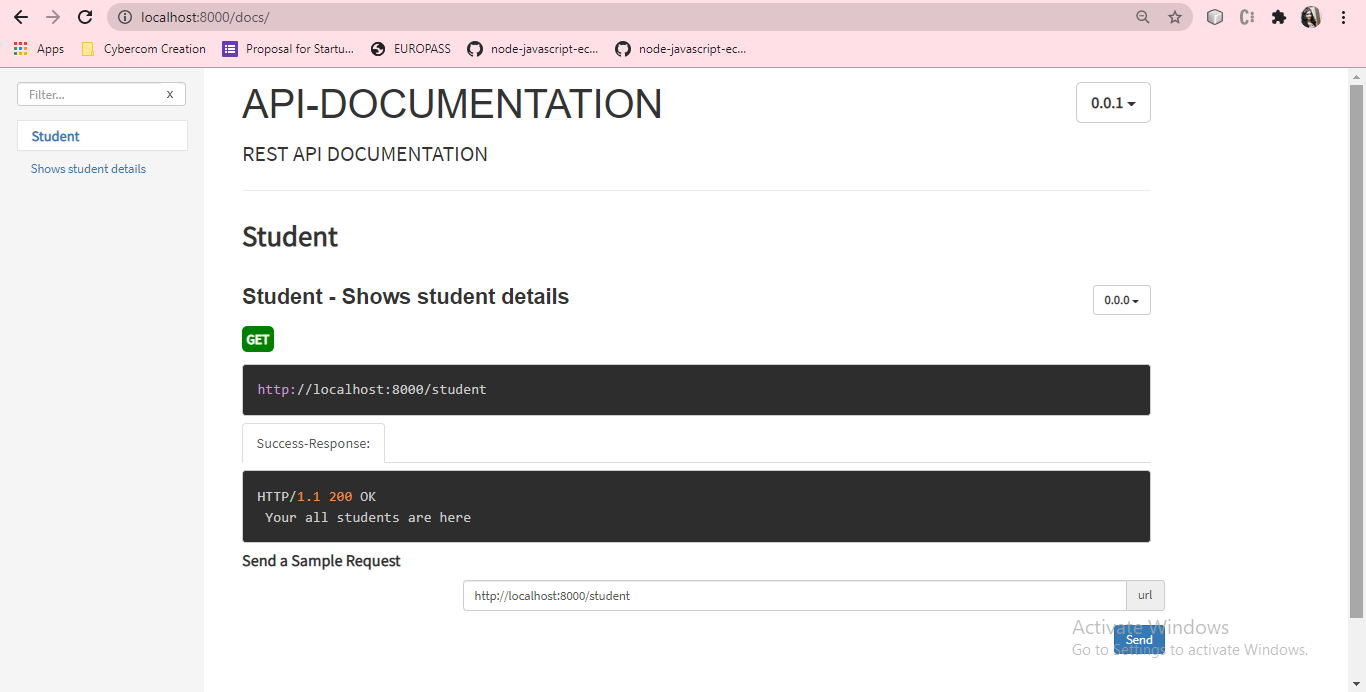 localhost:8000/docs/
Apps Cybercom Creation Proposal for Startu... EUROPASS node-javascript-ec... node-javascript-ec...
Filter... x
Student
Shows student details
API-DOCUMENTATION 0.0.1
REST API DOCUMENTATION
Student
Student - Shows student details 0.0.0
GET
http://localhost:8000/student
Success-Response:
HTTP/1.1 200 OK
Your all students are here
Send a Sample Request
http://localhost:8000/student url
Send
Activate Windows
Go to Settings to activate Windows.